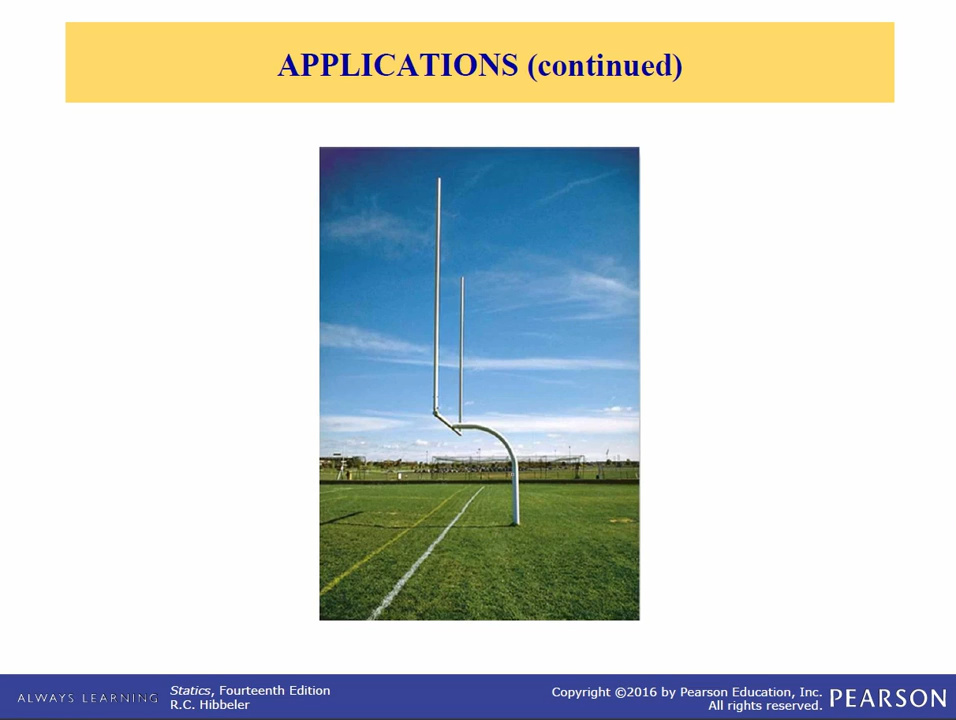 APPLICATIONS (continued)
ALWAYS LEARNING
Statics, Fourteenth Edition
R.C. Hibbeler
Copyright ©2016 by Pearson Education, Inc.
All rights reserved.
PEARSON